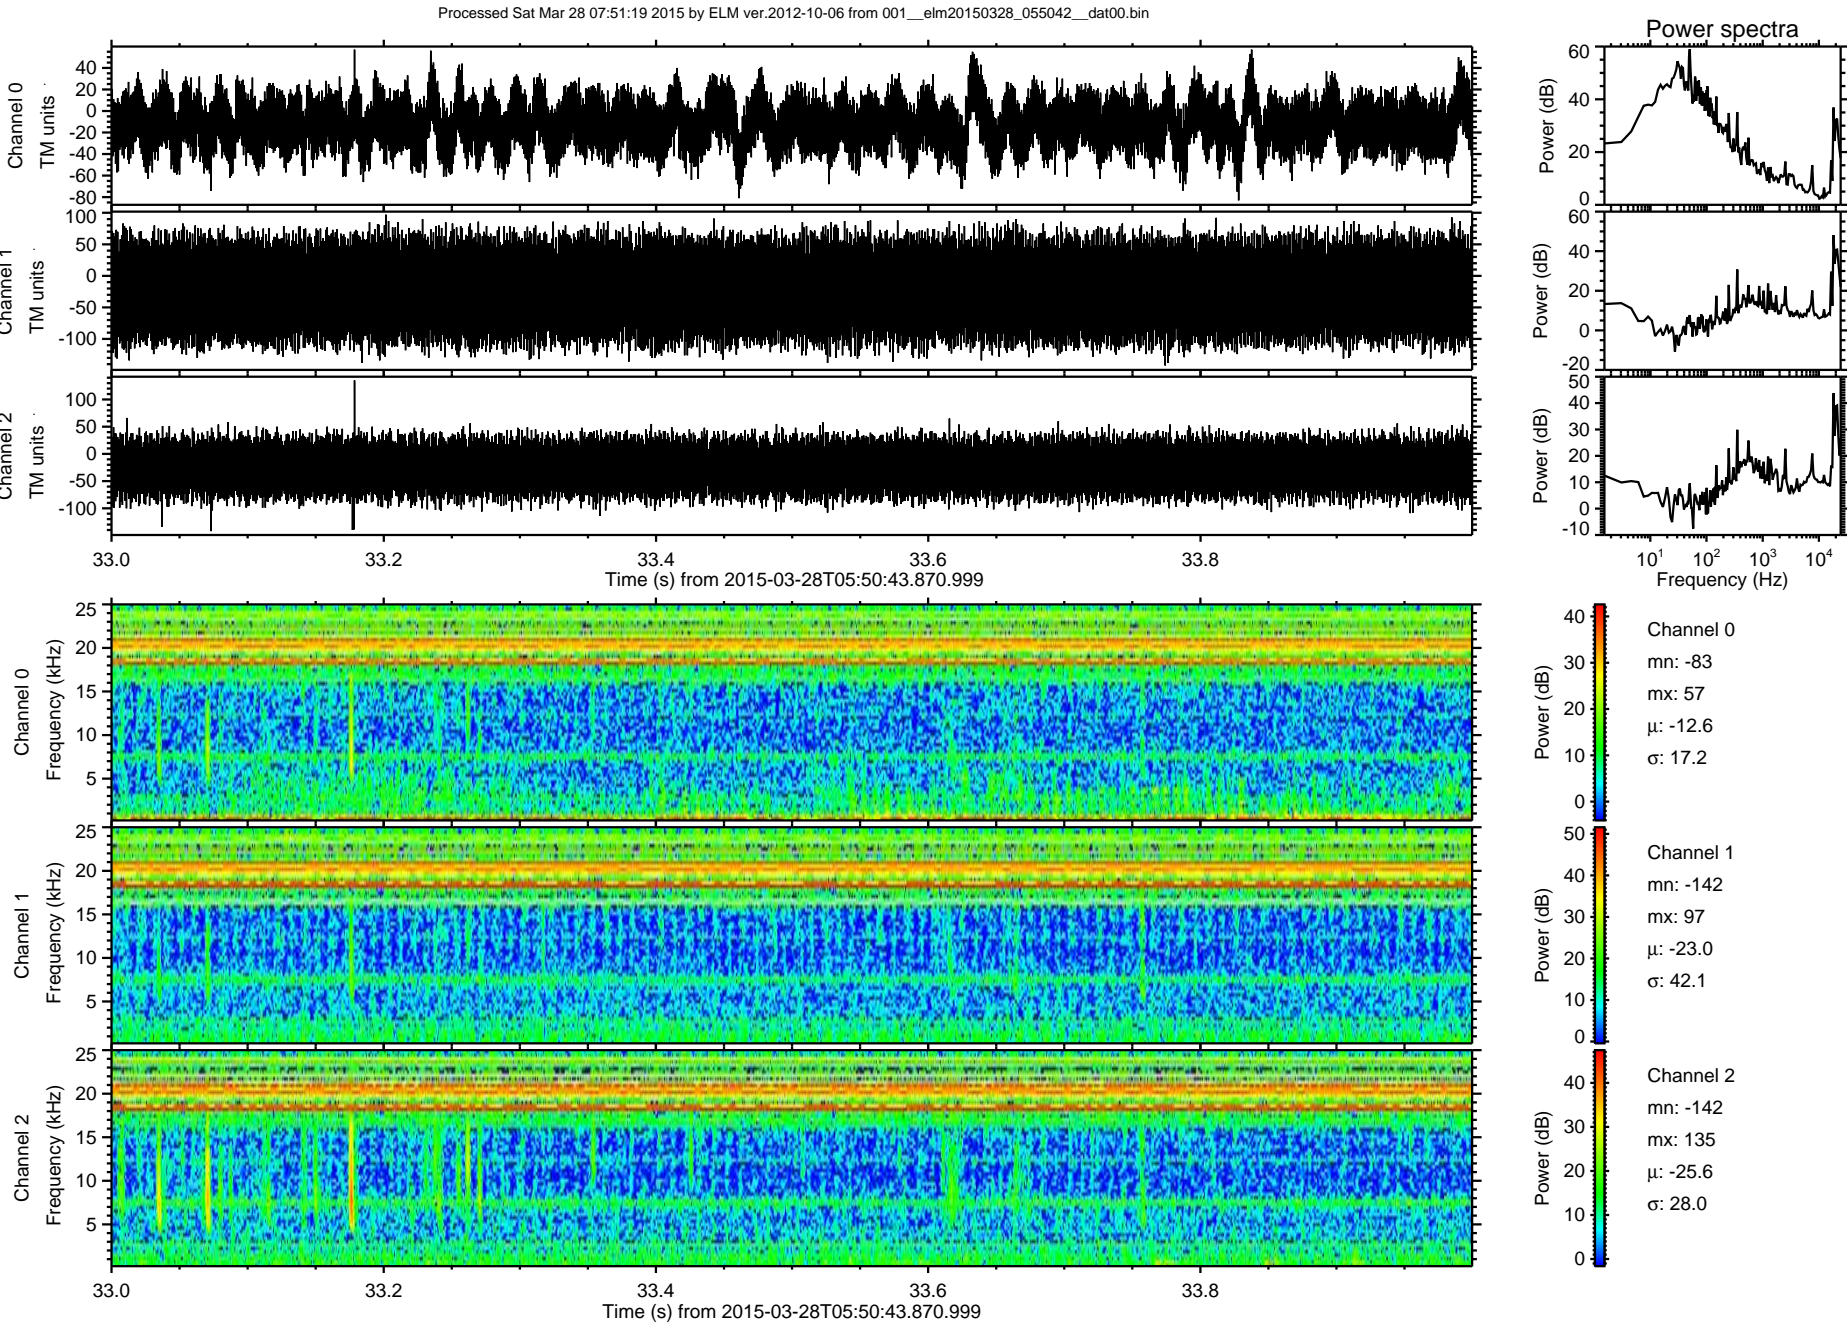 Processed Sat Mar 28 07:51:19 2015 by ELM ver.2012-10-06 from 001__elm20150328_055042__dat00.bin
Power spectra
Channel 0
TM units
40
20
0
-20
-40
-60
-80
Power (dB)
60
40
20
0
Channel 1
TM units
100
50
0
-50
-100
Power (dB)
60
40
20
0
-20
Channel 2
TM units
100
50
0
-50
-100
Power (dB)
50
40
30
20
10
0
-10
33.0 33.2 33.4 33.6 33.8
Time (s) from 2015-03-28T05:50:43.870.999
10¹ 10² 10³ 10⁴
Frequency (Hz)
Channel 0
Frequency (kHz)
25
20
15
10
5
Power (dB)
40
30
20
10
0
Channel 0
mn: -83
mx: 57
μ: -12.6
σ: 17.2
Channel 1
Frequency (kHz)
25
20
15
10
5
Power (dB)
50
40
30
20
10
0
Channel 1
mn: -142
mx: 97
μ: -23.0
σ: 42.1
Channel 2
Frequency (kHz)
25
20
15
10
5
Power (dB)
40
30
20
10
0
Channel 2
mn: -142
mx: 135
μ: -25.6
σ: 28.0
33.0 33.2 33.4 33.6 33.8
Time (s) from 2015-03-28T05:50:43.870.999